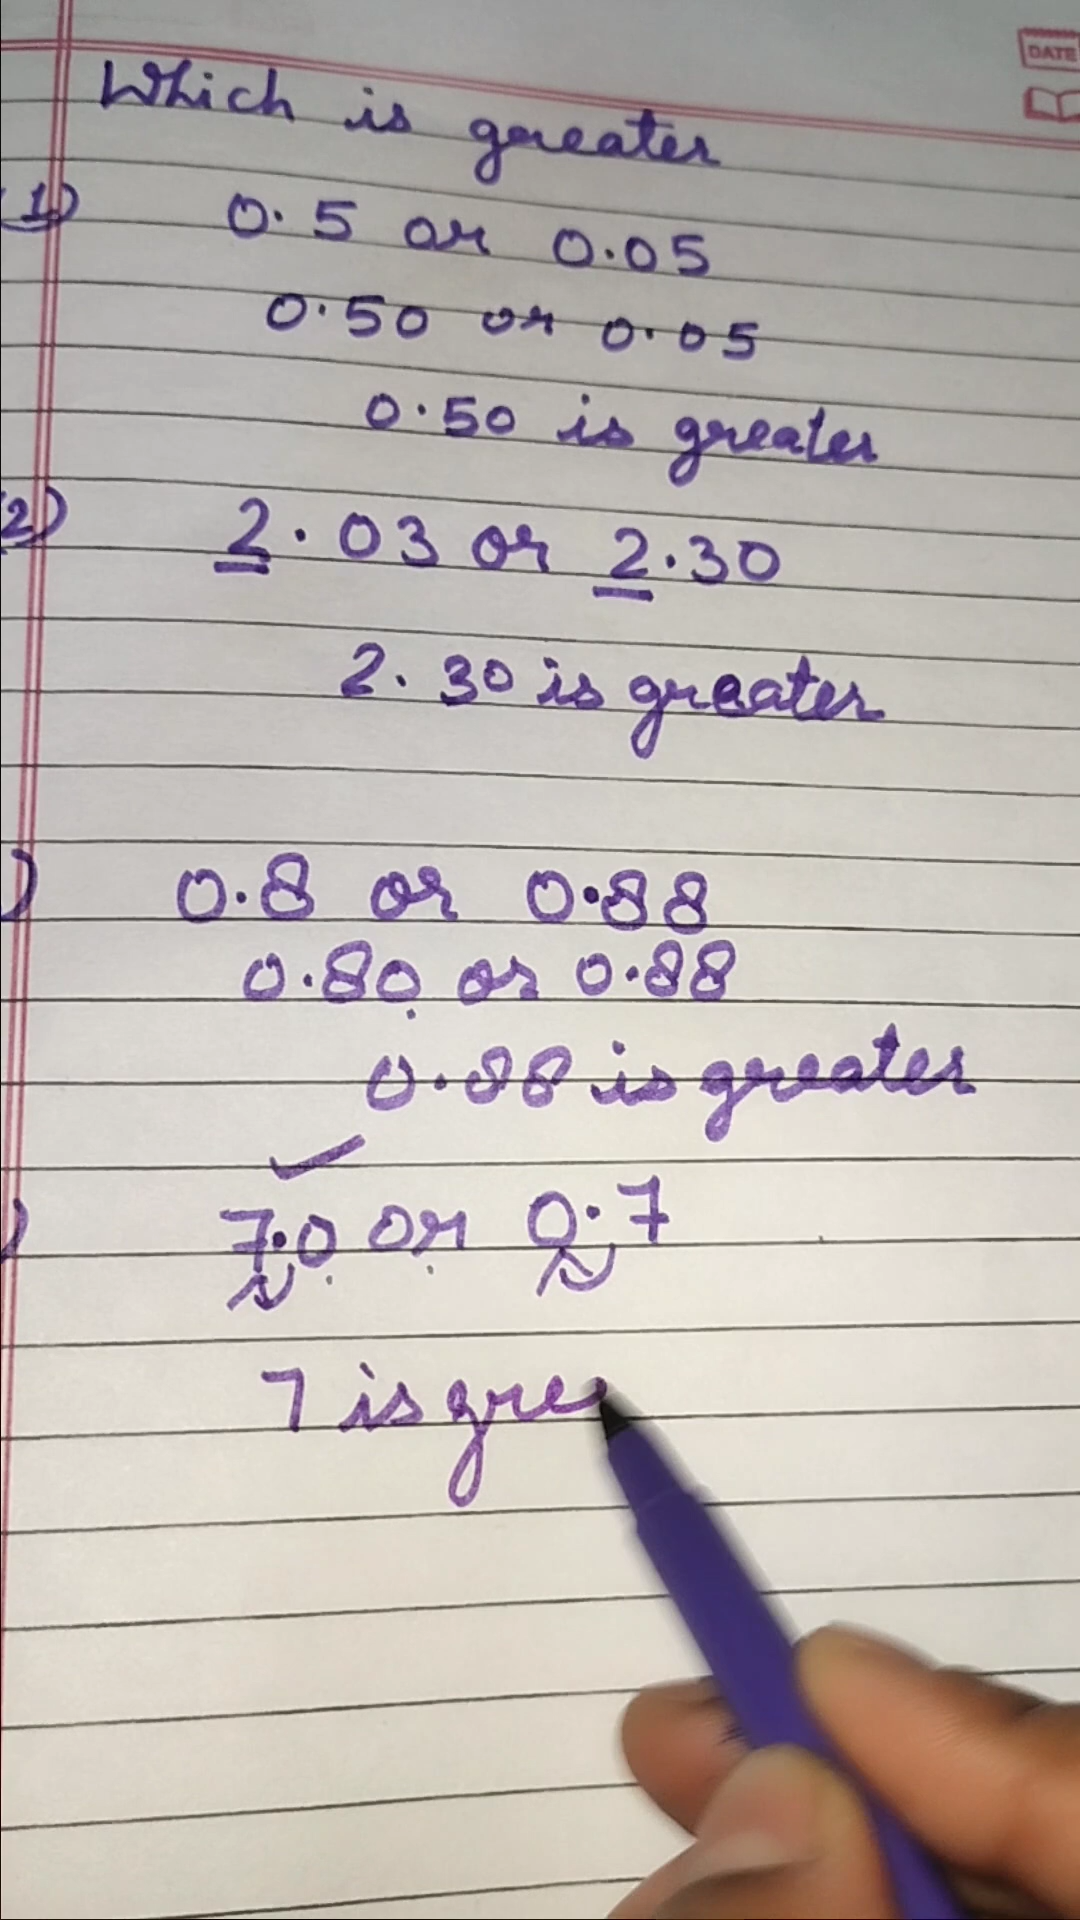 DATE
Which is greater
(1) 0.5 or 0.05
0.50 or 0.05
0.50 is greater
(2) 2.03 or 2.30
2.30 is greater
) 0.8 or 0.88
0.80 or 0.88
0.88 is greater
) 7.0 or 0.7
7 is gre